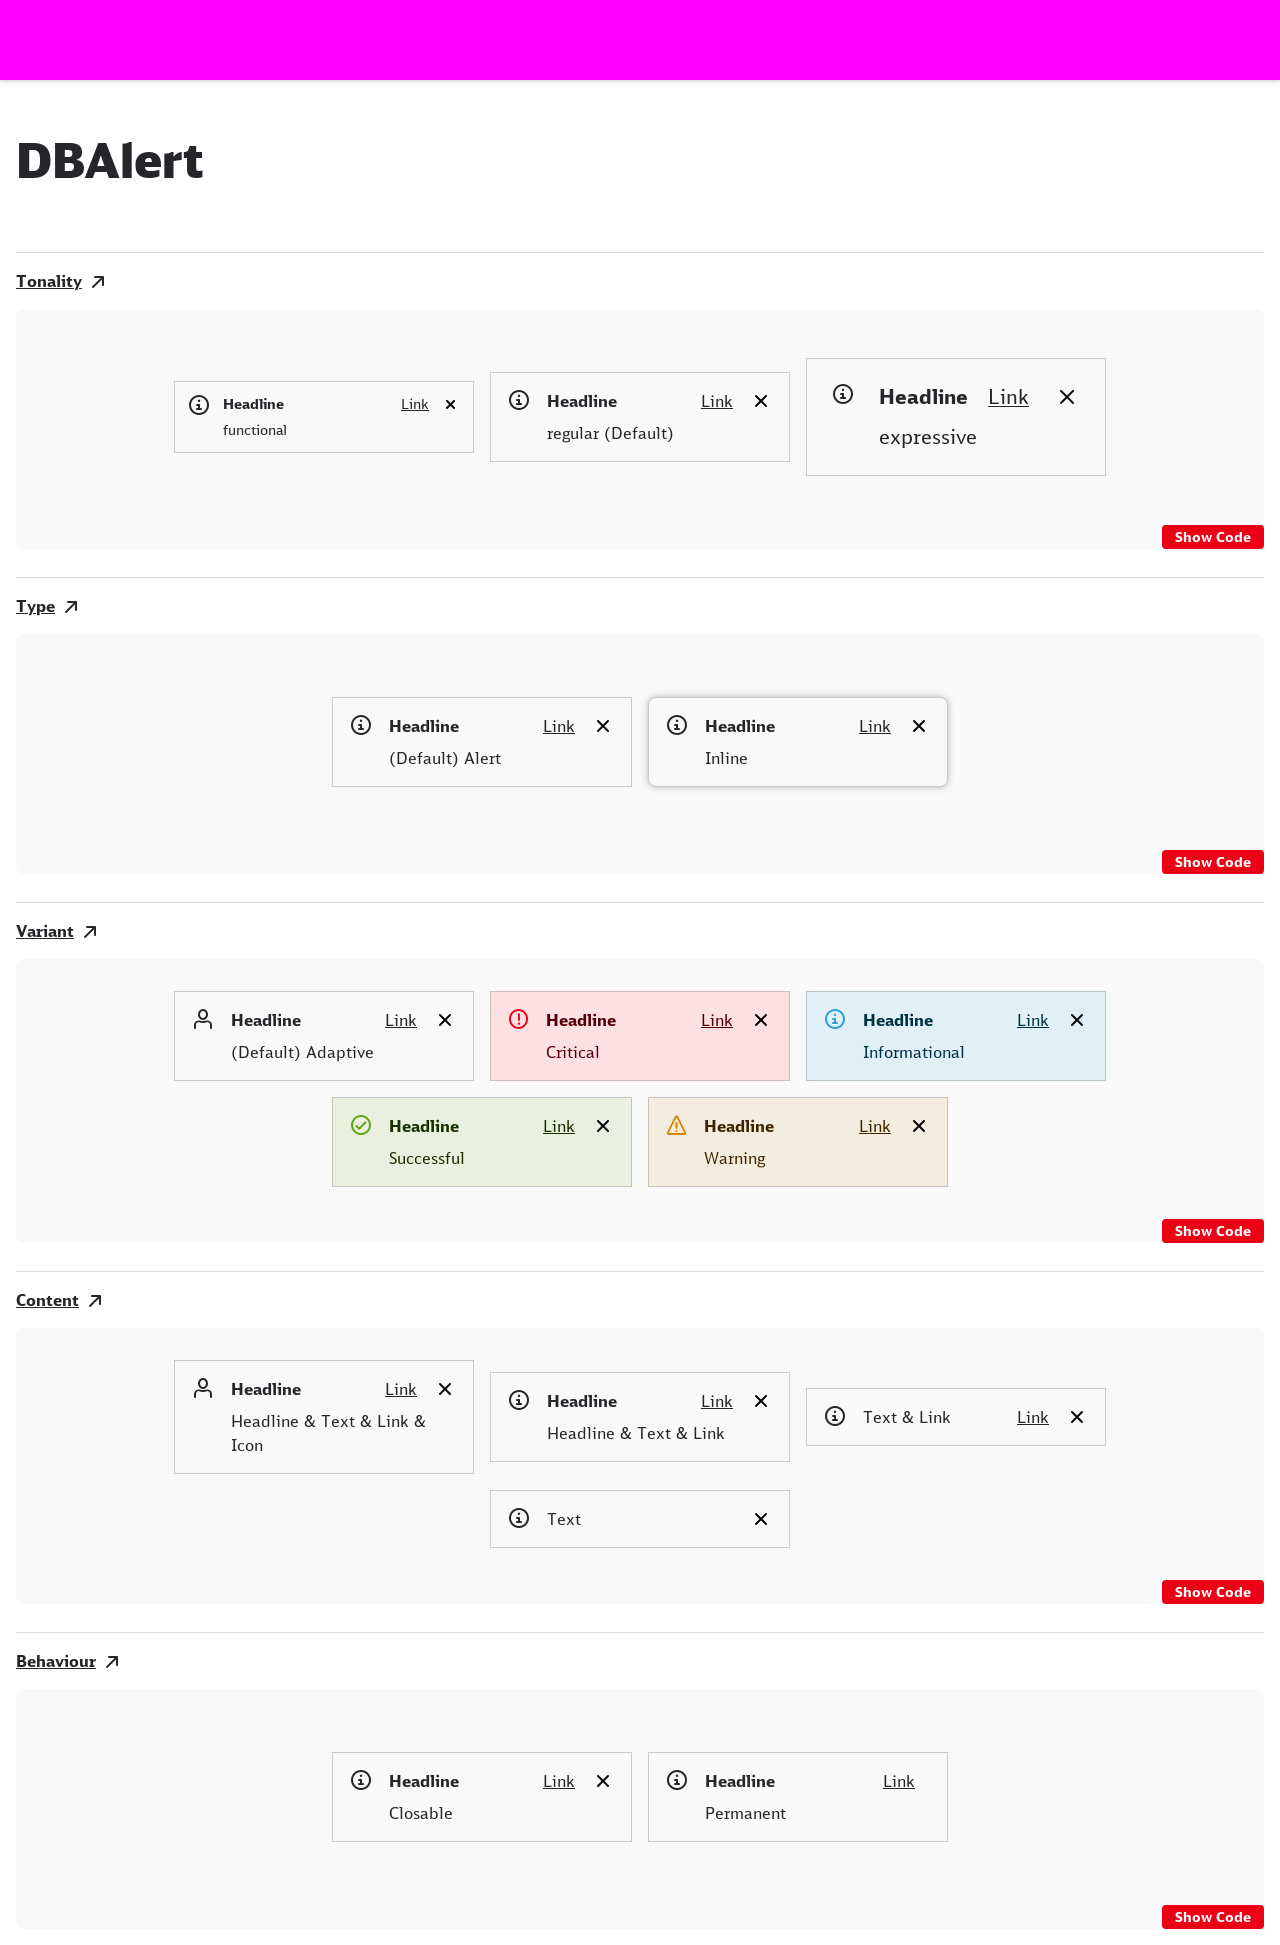 DBAlert
Tonality
Headline Link
functional
Headline Link
regular (Default)
Headline Link
expressive
Show Code
Type
Headline Link
(Default) Alert
Headline Link
Inline
Show Code
Variant
Headline Link
(Default) Adaptive
Headline Link
Critical
Headline Link
Informational
Headline Link
Successful
Headline Link
Warning
Show Code
Content
Headline Link
Headline & Text & Link &
Icon
Headline Link
Headline & Text & Link
Text & Link Link
Text
Show Code
Behaviour
Headline Link
Closable
Headline Link
Permanent
Show Code